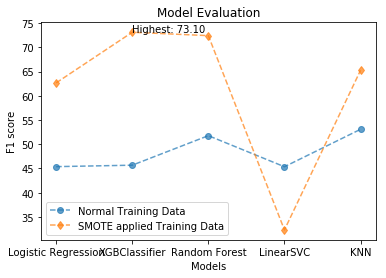 Model Evaluation
Highest: 73.10
F1 score
75
70
65
60
55
50
45
40
35
Normal Training Data
SMOTE applied Training Data
Logistic Regression XGBClassifier Random Forest LinearSVC KNN
Models